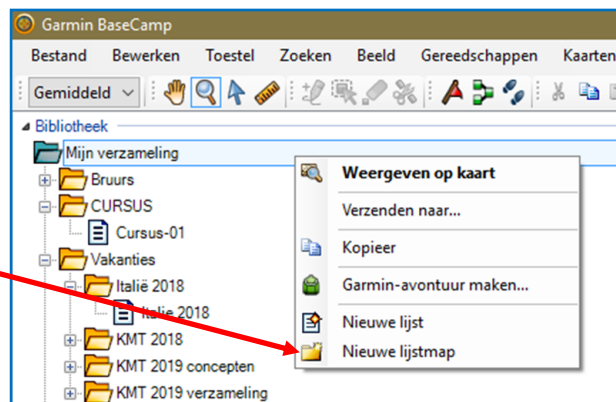 Garmin BaseCamp
Bestand Bewerken Toestel Zoeken Beeld Gereedschappen Kaarten
Gemiddeld
Bibliotheek
Mijn verzameling
Bruurs
CURSUS
Cursus-01
Vakanties
Italië 2018
Italie 2018
KMT 2018
KMT 2019 concepten
KMT 2019 verzameling
Weergeven op kaart
Verzenden naar...
Kopieer
Garmin-avontuur maken...
Nieuwe lijst
Nieuwe lijstmap